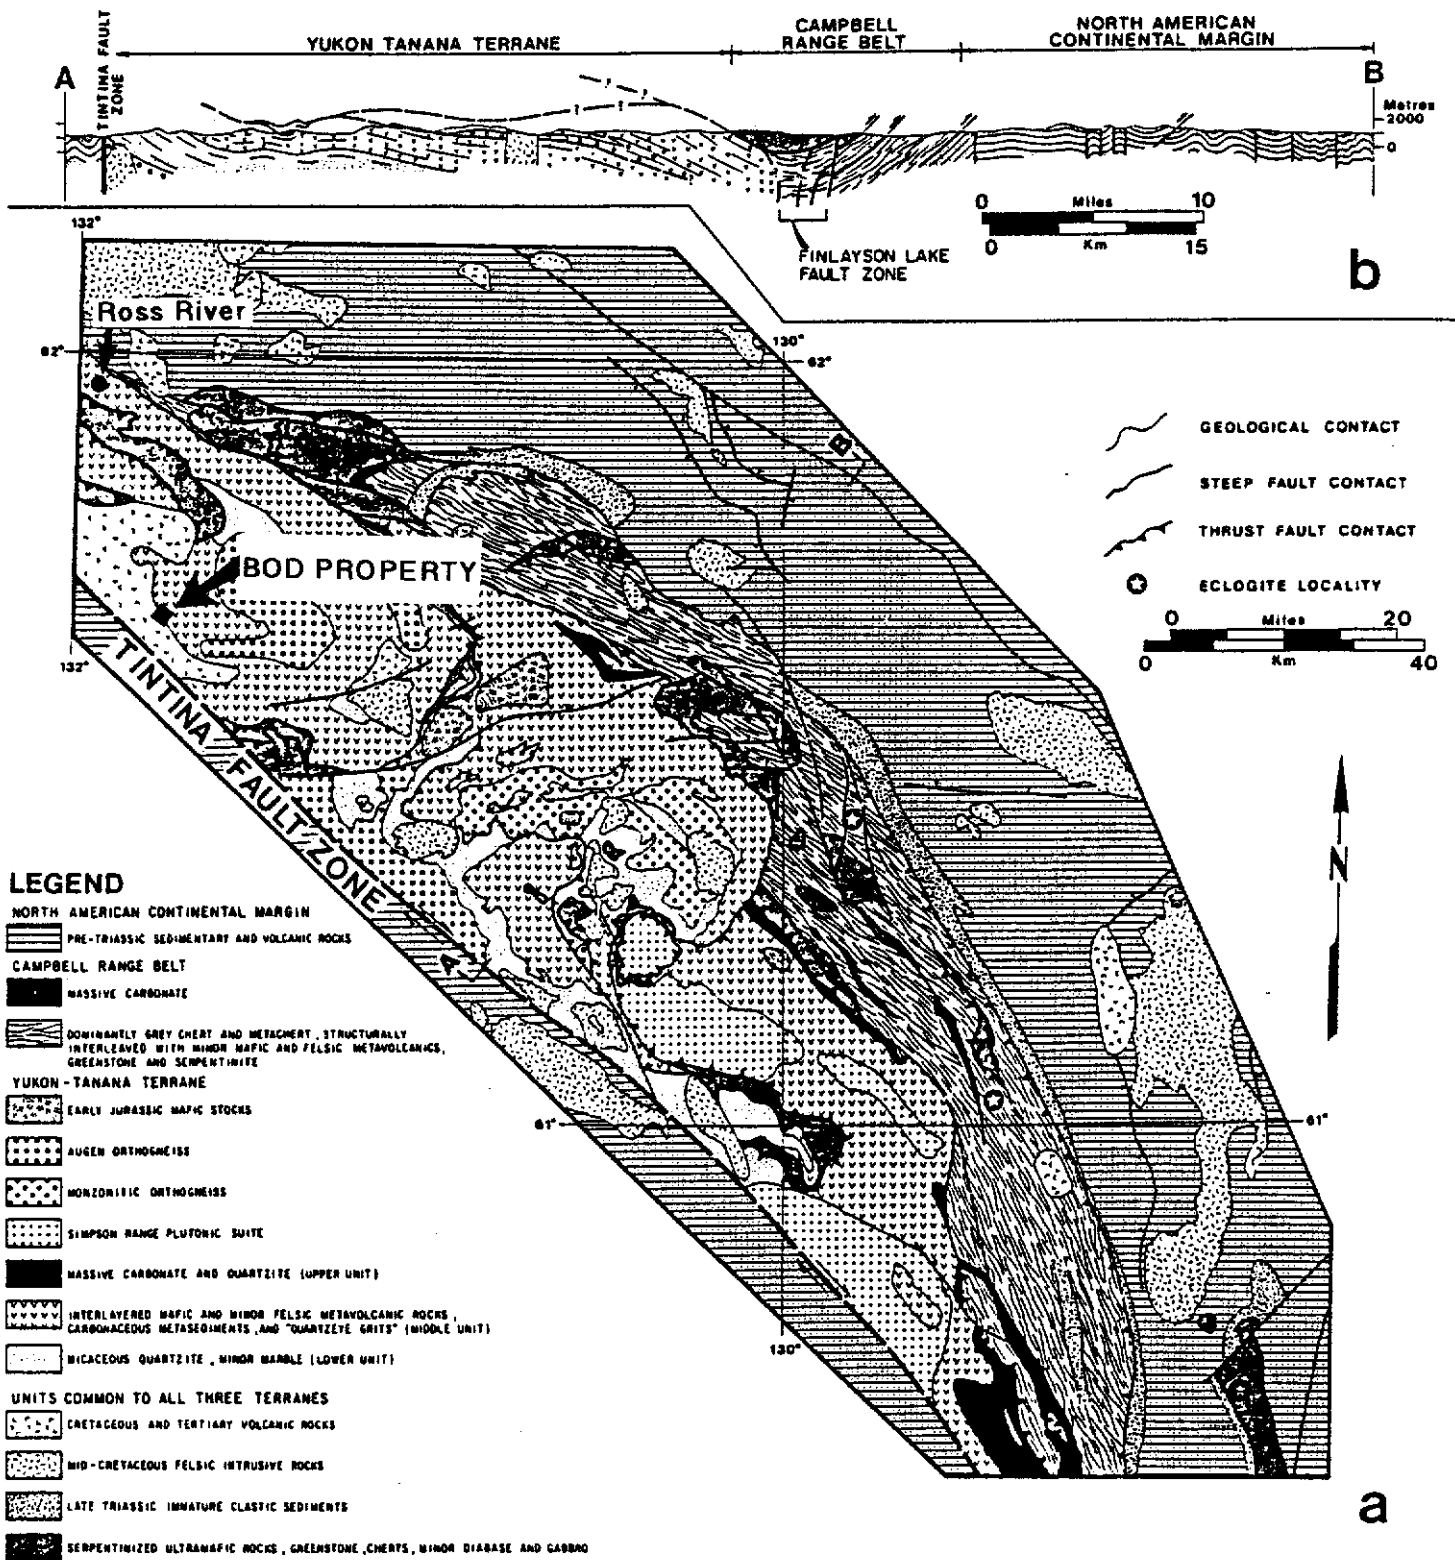 YUKON TANANA TERRANE
CAMPBELL
RANGE BELT
NORTH AMERICAN
CONTINENTAL MARGIN
A
TINTINA FAULT
ZONE
B
Metres
2000
0
?
?
?
?
0 Miles 10
0 Km 15
FINLAYSON LAKE
FAULT ZONE
b
132°
Ross River
62°
130°
62°
B
GEOLOGICAL CONTACT
STEEP FAULT CONTACT
THRUST FAULT CONTACT
ECLOGITE LOCALITY
0 Miles 20
0 Km 40
BOD PROPERTY
132°
TINTINA FAULT ZONE
A
N
61°
61°
130°
a
LEGEND
NORTH AMERICAN CONTINENTAL MARGIN
PRE-TRIASSIC SEDIMENTARY AND VOLCANIC ROCKS
CAMPBELL RANGE BELT
MASSIVE CARBONATE
DOMINANTLY GREY CHERT AND METACHERT, STRUCTURALLY
INTERLEAVED WITH MINOR MAFIC AND FELSIC METAVOLCANICS,
GREENSTONE AND SERPENTINITE
YUKON-TANANA TERRANE
EARLY JURASSIC MAFIC STOCKS
AUGEN ORTHOGNEISS
MONZONITIC ORTHOGNEISS
SIMPSON RANGE PLUTONIC SUITE
MASSIVE CARBONATE AND QUARTZITE (UPPER UNIT)
INTERLAYERED MAFIC AND MINOR FELSIC METAVOLCANIC ROCKS,
CARBONACEOUS METASEDIMENTS, AND "QUARTZEYE GRITS" (MIDDLE UNIT)
MICACEOUS QUARTZITE, MINOR MARBLE (LOWER UNIT)
UNITS COMMON TO ALL THREE TERRANES
CRETACEOUS AND TERTIARY VOLCANIC ROCKS
MID-CRETACEOUS FELSIC INTRUSIVE ROCKS
LATE TRIASSIC IMMATURE CLASTIC SEDIMENTS
SERPENTINIZED ULTRAMAFIC ROCKS, GREENSTONE, CHERTS, MINOR DIABASE AND GABBRO